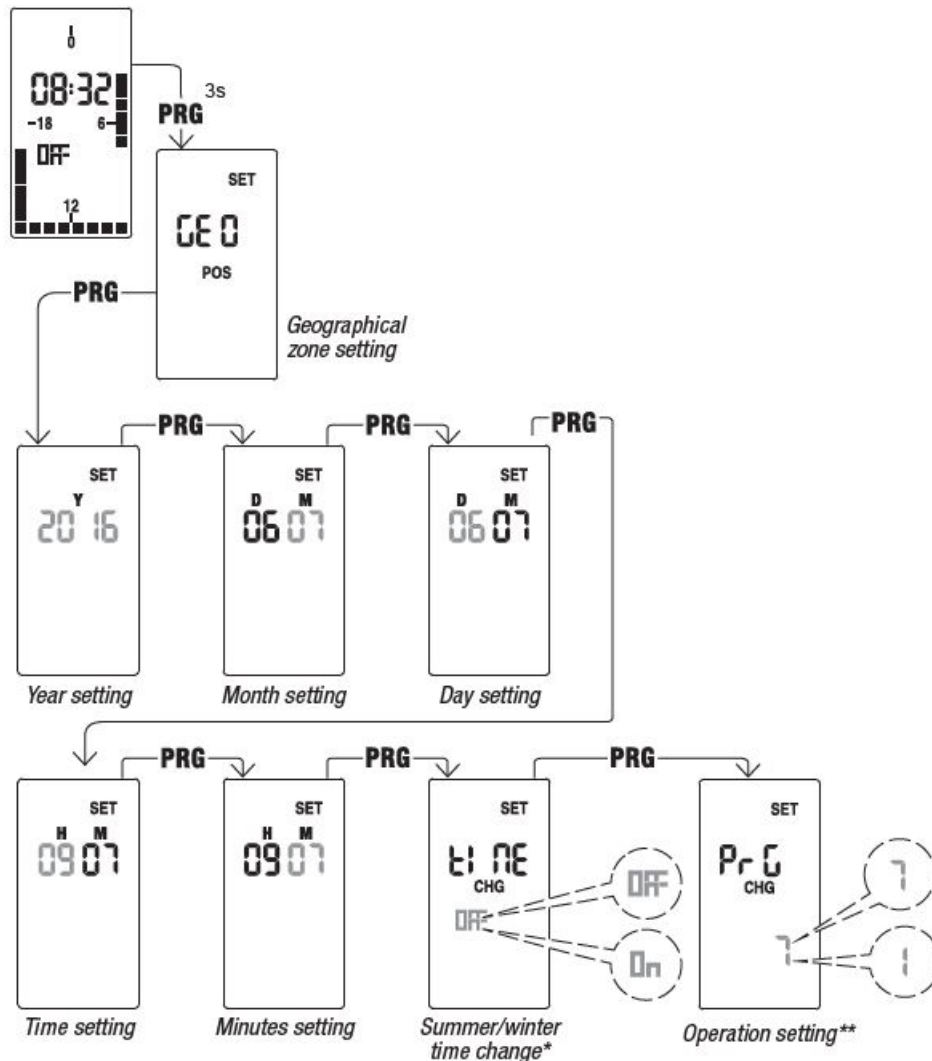 0
08:32
-18 6-
OFF
12
3s
PRG
SET
GEO
POS
PRG
Geographical
zone setting
PRG PRG PRG
SET SET SET
Y D M D M
2016 06 07 06 07
Year setting Month setting Day setting
PRG PRG PRG
SET SET SET SET
H M H M
09 07 09 07 tIME PrG
CHG CHG
OFF OFF 7
On 7 1
Time setting Minutes setting Summer/winter Operation setting**
time change*